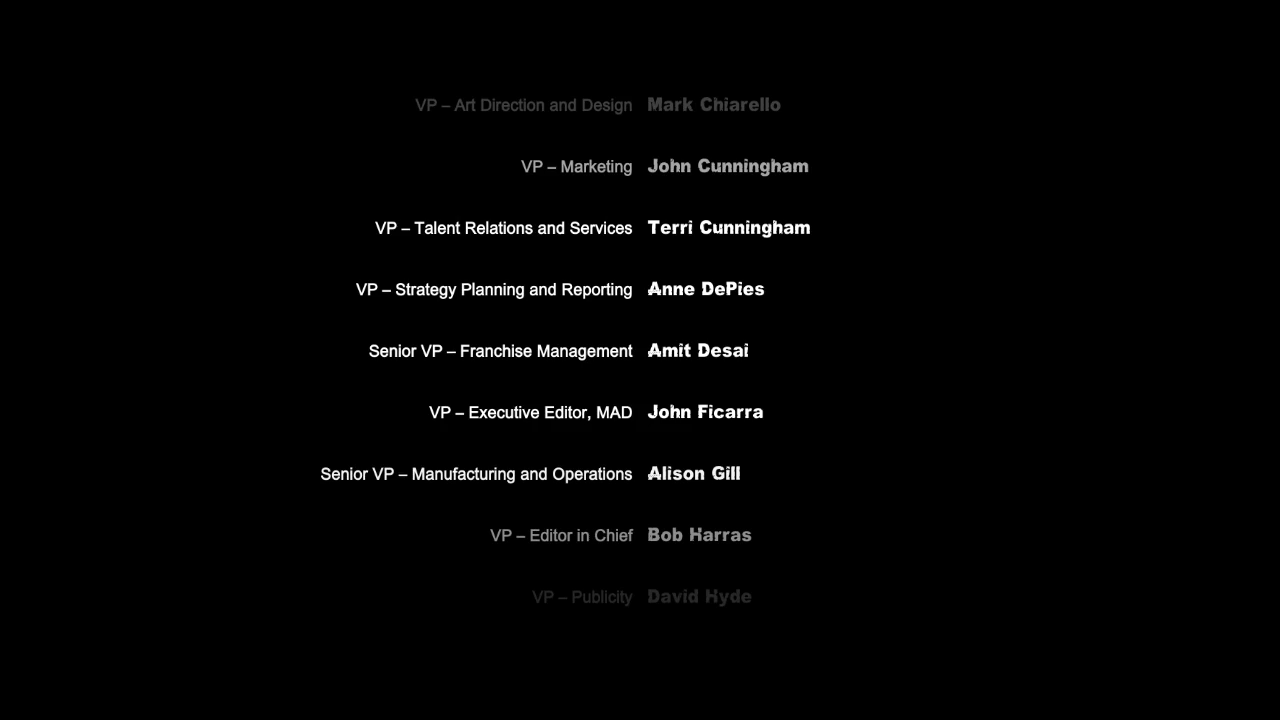 VP – Art Direction and Design Mark Chiarello
VP – Marketing John Cunningham
VP – Talent Relations and Services Terri Cunningham
VP – Strategy Planning and Reporting Anne DePies
Senior VP – Franchise Management Amit Desai
VP – Executive Editor, MAD John Ficarra
Senior VP – Manufacturing and Operations Alison Gill
VP – Editor in Chief Bob Harras
VP – Publicity David Hyde